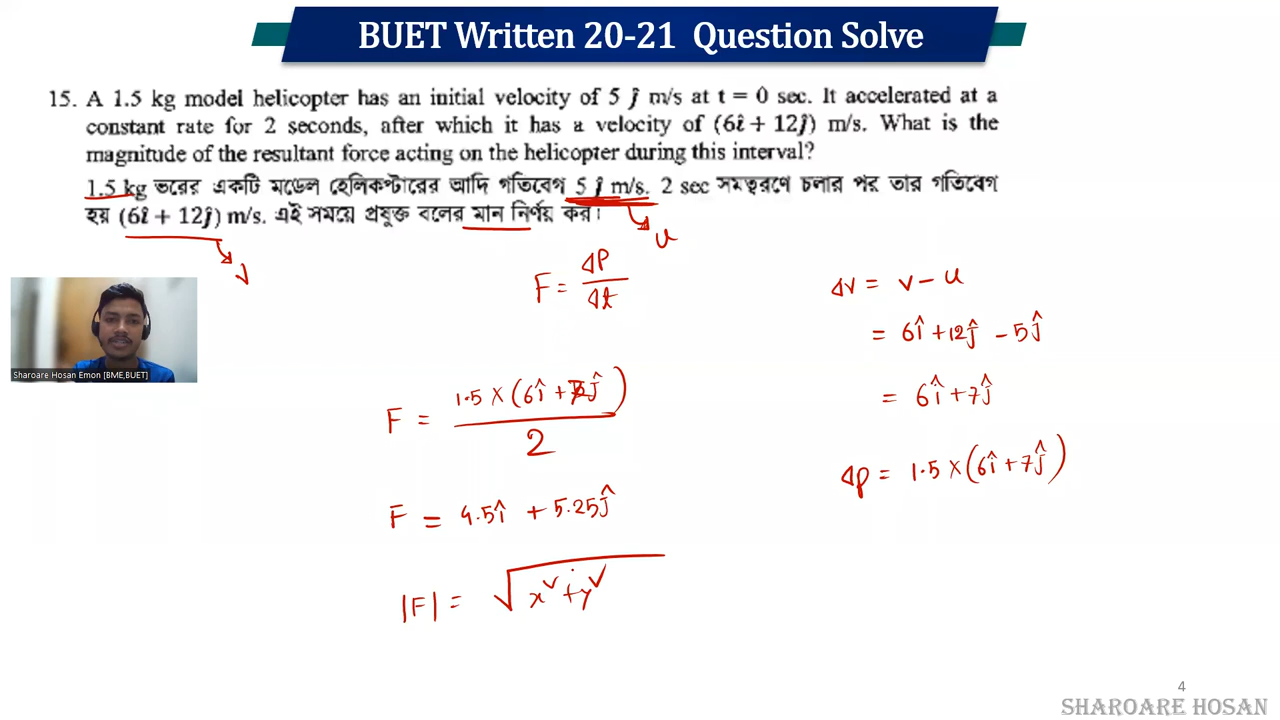 BUET Written 20-21 Question Solve
15. A 1.5 kg model helicopter has an initial velocity of 5 ĵ m/s at t = 0 sec. It accelerated at a
constant rate for 2 seconds, after which it has a velocity of (6î + 12ĵ) m/s. What is the
magnitude of the resultant force acting on the helicopter during this interval?
1.5 kg ভরের একটি মডেল হেলিকপ্টারের আদি গতিবেগ 5 ĵ m/s. 2 sec সমত্বরণে চলার পর তার গতিবেগ
হয় (6î + 12ĵ) m/s. এই সময়ে প্রযুক্ত বলের মান নির্ণয় কর।
u
v
F = ΔP/Δt
Δv = v - u
= 6î + 12ĵ - 5ĵ
= 6î + 7ĵ
Δp = 1.5 × (6î + 7ĵ)
F = 1.5 × (6î + 7ĵ) / 2
F = 4.5î + 5.25ĵ
|F| = √x² + y²
Sharoare Hosan Emon [BME,BUET]
4
SHAROARE HOSAN